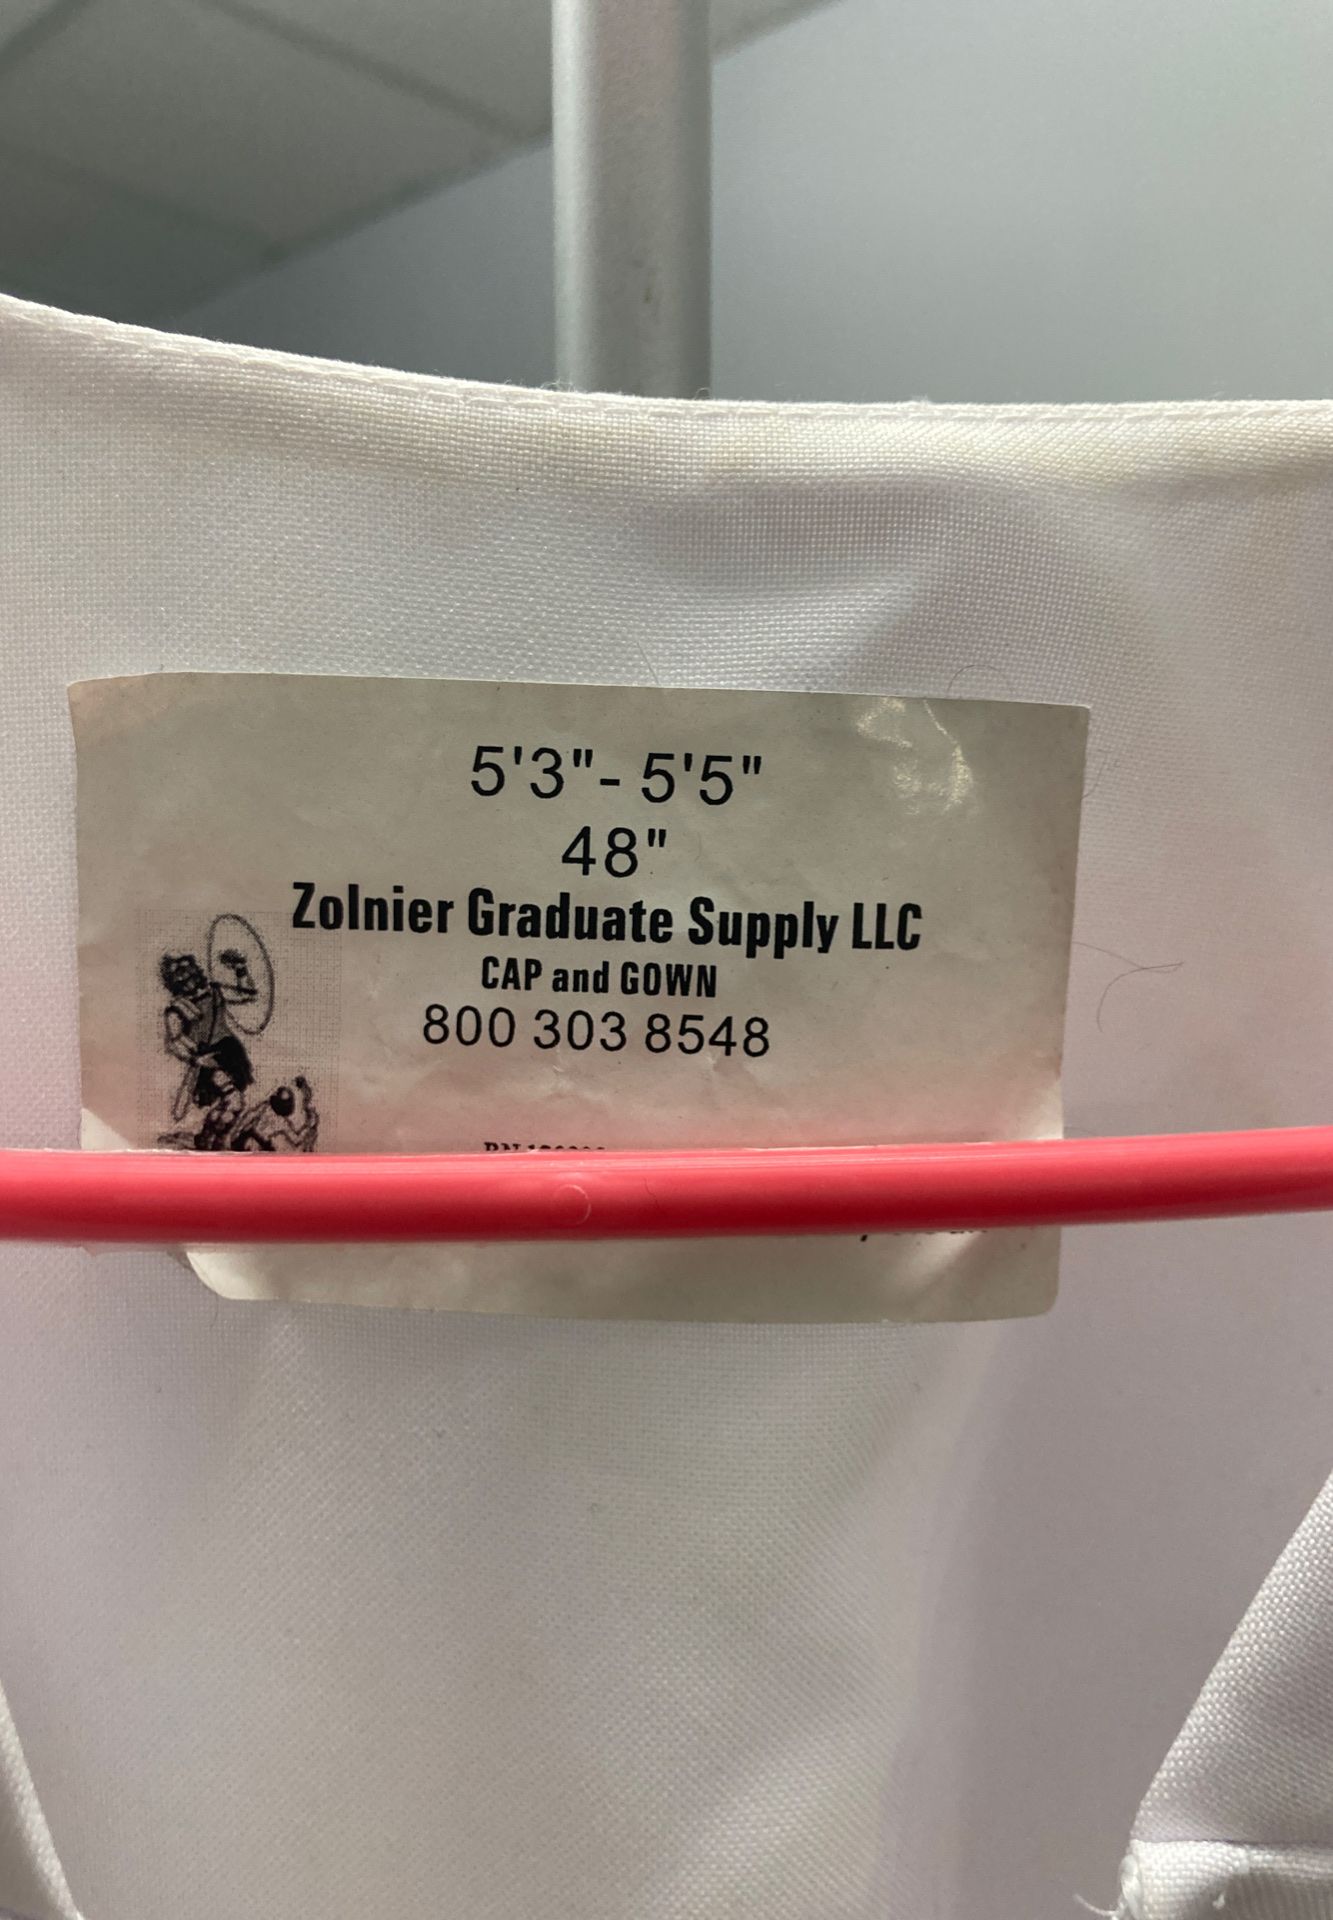 5'3"- 5'5"
48"
Zolnier Graduate Supply LLC
CAP and GOWN
800 303 8548